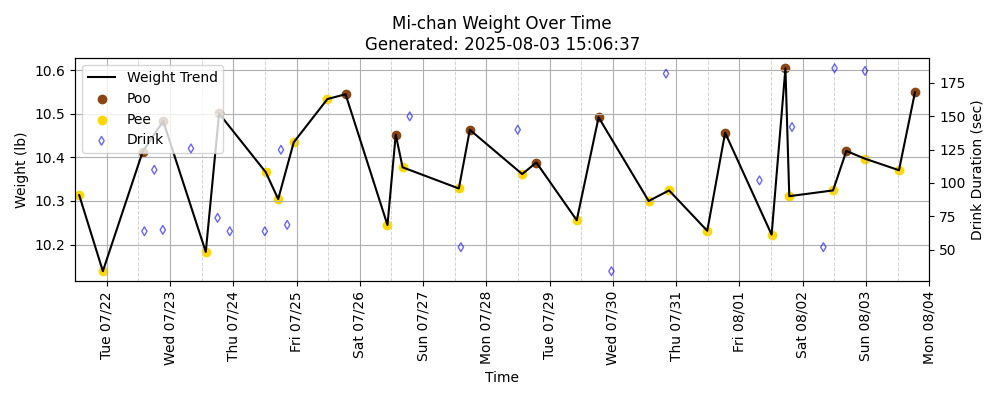 Mi-chan Weight Over Time
Generated: 2025-08-03 15:06:37
Weight Trend
Poo
Pee
Drink
Weight (lb)
10.6
10.5
10.4
10.3
10.2
Drink Duration (sec)
175
150
125
100
75
50
Tue 07/22
Wed 07/23
Thu 07/24
Fri 07/25
Sat 07/26
Sun 07/27
Mon 07/28
Tue 07/29
Wed 07/30
Thu 07/31
Fri 08/01
Sat 08/02
Sun 08/03
Mon 08/04
Time